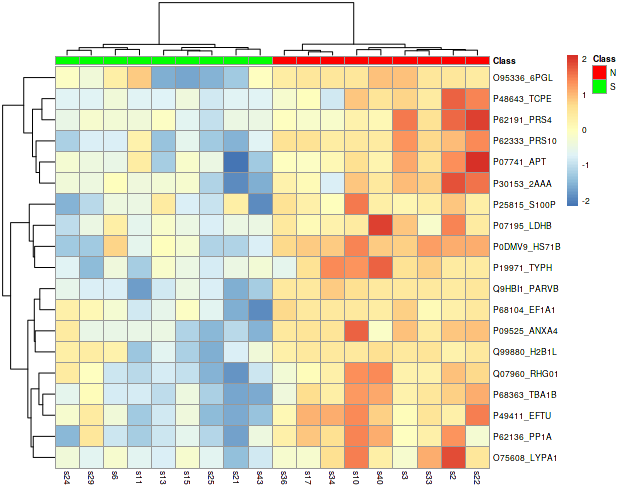 Class
O95336_6PGL
P48643_TCPE
P62191_PRS4
P62333_PRS10
P07741_APT
P30153_2AAA
P25815_S100P
P07195_LDHB
P0DMV9_HS71B
P19971_TYPH
Q9HBI1_PARVB
P68104_EF1A1
P09525_ANXA4
Q99880_H2B1L
Q07960_RHG01
P68363_TBA1B
P49411_EFTU
P62136_PP1A
O75608_LYPA1
s24 s29 s6 s11 s13 s15 s25 s21 s43 s36 s17 s34 s10 s40 s3 s33 s2 s22
2
1
0
-1
-2
Class
N
S